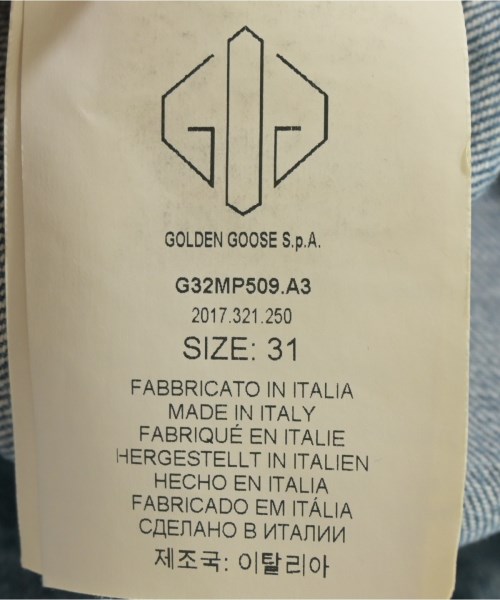 GOLDEN GOOSE S.p.A.
G32MP509.A3
2017.321.250
SIZE: 31
FABBRICATO IN ITALIA
MADE IN ITALY
FABRIQUÉ EN ITALIE
HERGESTELLT IN ITALIEN
HECHO EN ITALIA
FABRICADO EM ITÁLIA
СДЕЛАНО В ИТАЛИИ
제조국: 이탈리아